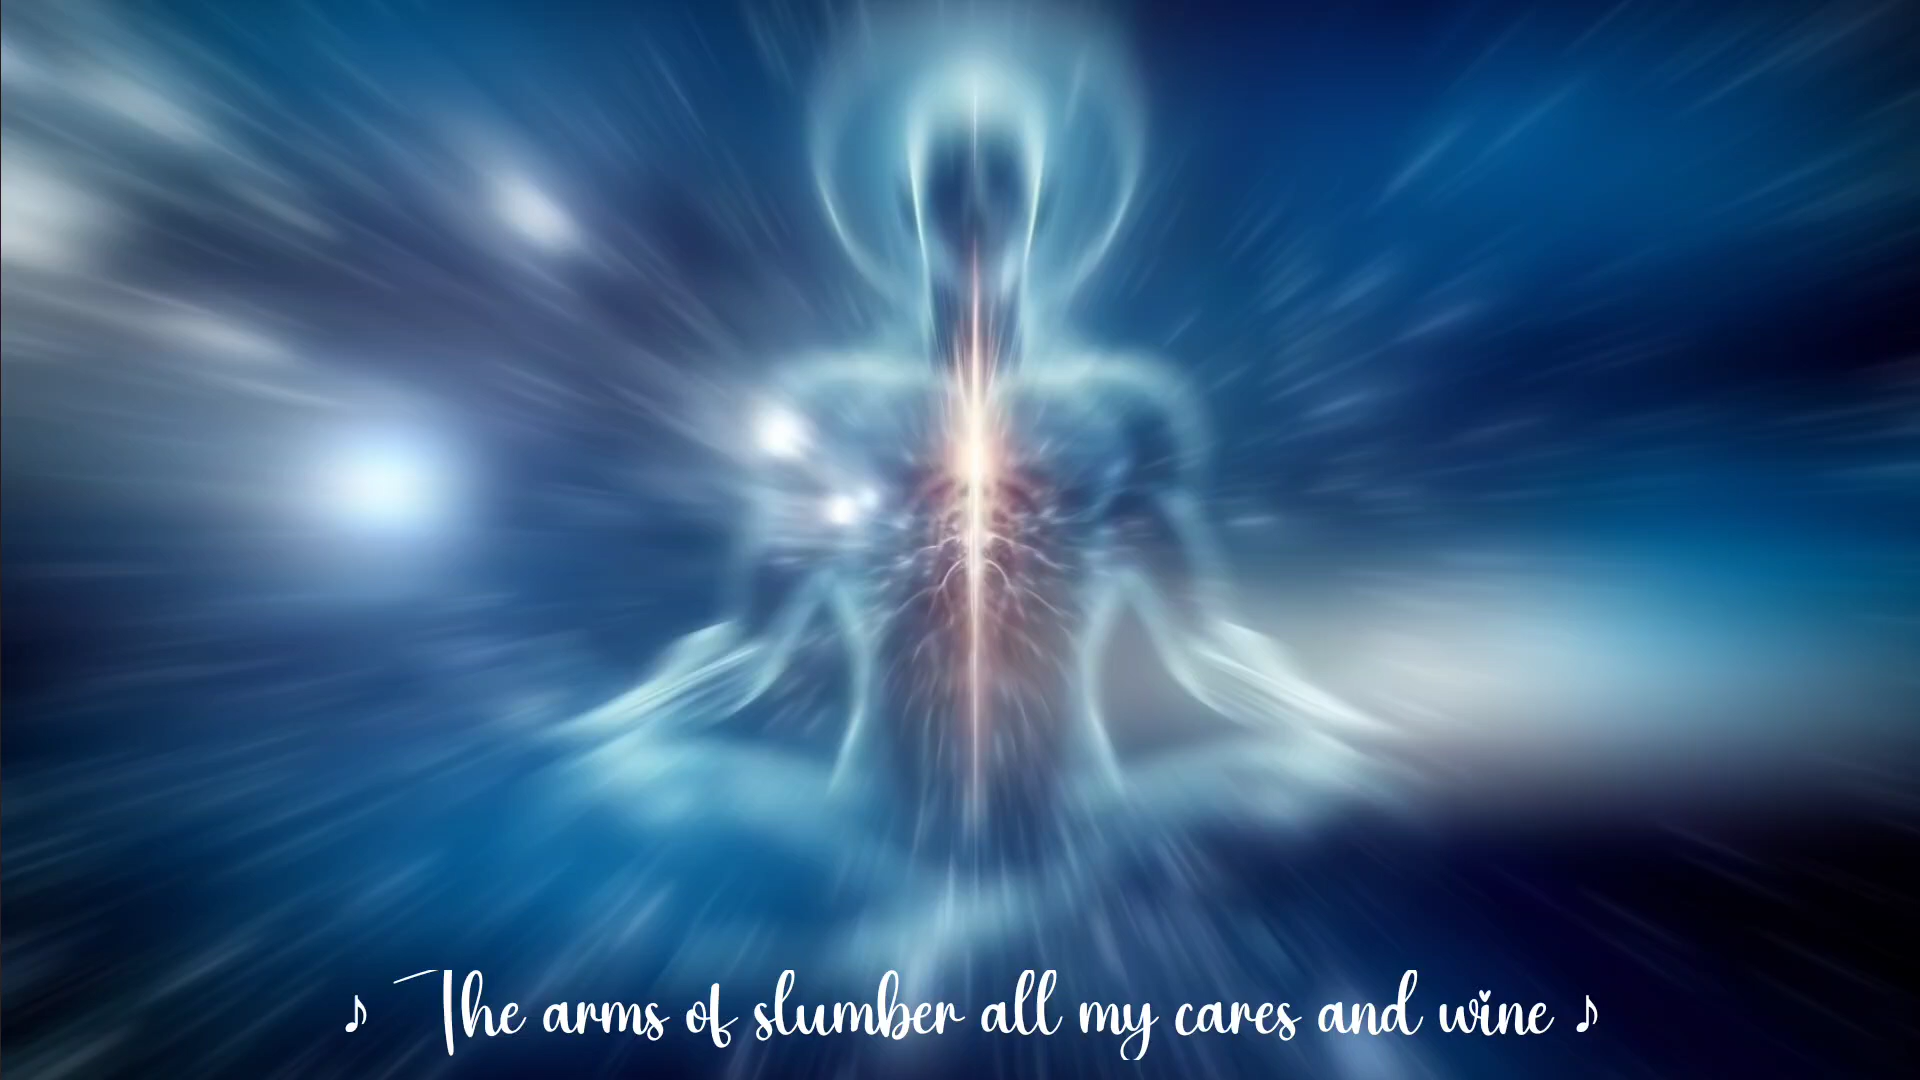 ♪ The arms of slumber all my cares and wine ♪